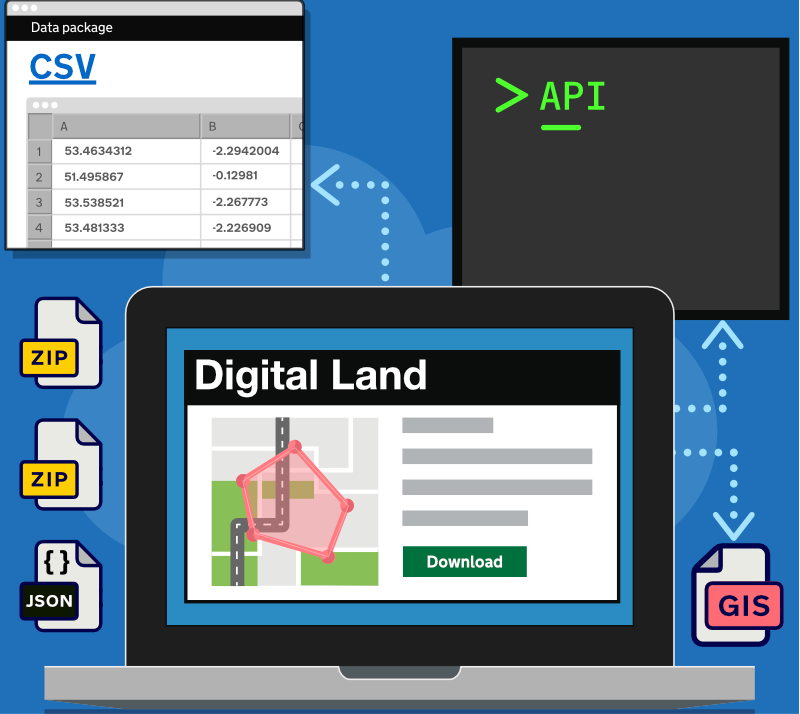 Data package
CSV
A B
1 53.4634312 -2.2942004
2 51.495867 -0.12981
3 53.538521 -2.267773
4 53.481333 -2.226909
> API
ZIP
ZIP
{}
JSON
Digital Land
Download
GIS